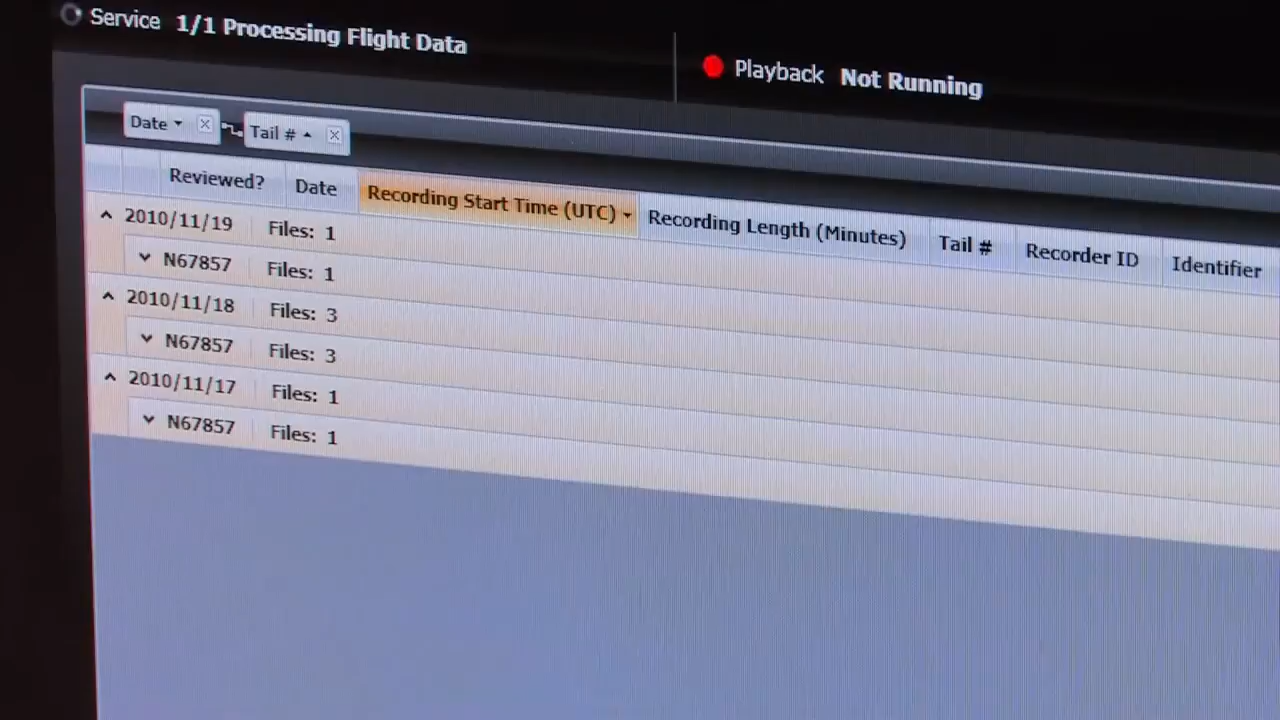 Service 1/1 Processing Flight Data
Playback Not Running
Date Tail #
Reviewed? Date Recording Start Time (UTC) Recording Length (Minutes) Tail # Recorder ID Identifier
2010/11/19 Files: 1
N67857 Files: 1
2010/11/18 Files: 3
N67857 Files: 3
2010/11/17 Files: 1
N67857 Files: 1